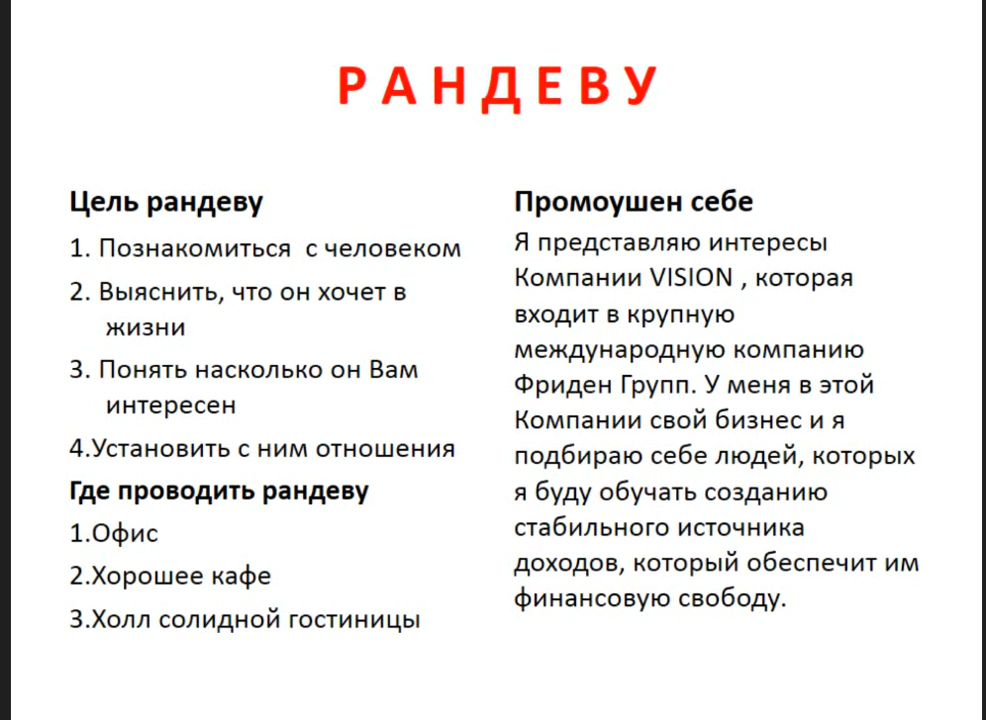 РАНДЕВУ
Цель рандеву
1. Познакомиться с человеком
2. Выяснить, что он хочет в
жизни
3. Понять насколько он Вам
интересен
4.Установить с ним отношения
Где проводить рандеву
1.Офис
2.Хорошее кафе
3.Холл солидной гостиницы
Промоушен себе
Я представляю интересы
Компании VISION , которая
входит в крупную
международную компанию
Фриден Групп. У меня в этой
Компании свой бизнес и я
подбираю себе людей, которых
я буду обучать созданию
стабильного источника
доходов, который обеспечит им
финансовую свободу.